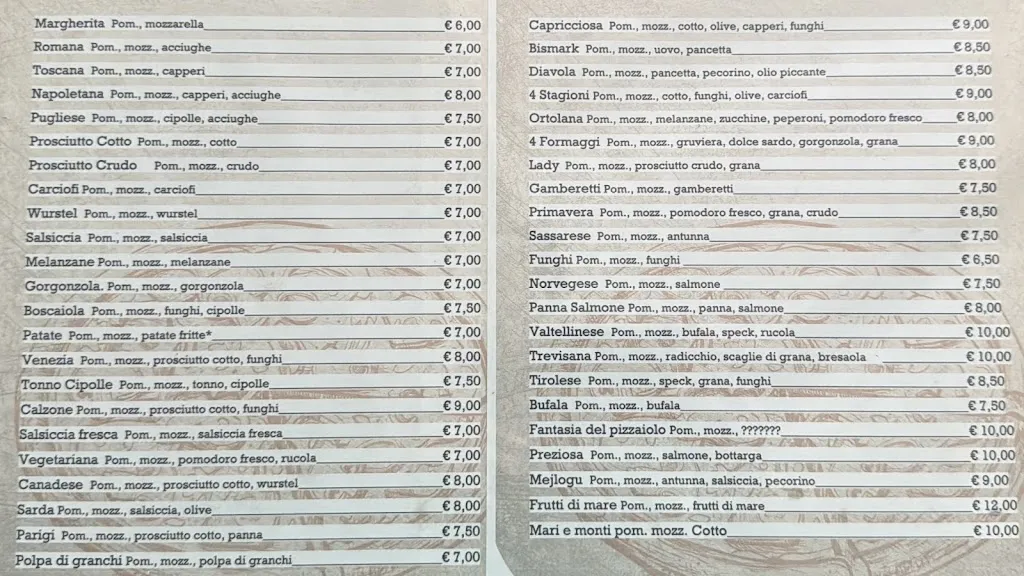 Margherita Pom., mozzarella € 6,00
Romana Pom., mozz., acciughe € 7,00
Toscana Pom., mozz., capperi € 7,00
Napoletana Pom., mozz., capperi, acciughe € 8,00
Pugliese Pom., mozz., cipolle, acciughe € 7,50
Prosciutto Cotto Pom., mozz., cotto € 7,00
Prosciutto Crudo Pom., mozz., crudo € 7,00
Carciofi Pom., mozz., carciofi € 7,00
Wurstel Pom., mozz., wurstel € 7,00
Salsiccia Pom., mozz., salsiccia € 7,00
Melanzane Pom., mozz., melanzane € 7,00
Gorgonzola. Pom., mozz., gorgonzola € 7,00
Boscaiola Pom., mozz., funghi, cipolle € 7,50
Patate Pom., mozz., patate fritte* € 7,00
Venezia Pom., mozz., prosciutto cotto, funghi € 8,00
Tonno Cipolle Pom., mozz., tonno, cipolle € 7,50
Calzone Pom., mozz., prosciutto cotto, funghi € 9,00
Salsiccia fresca Pom., mozz., salsiccia fresca € 7,00
Vegetariana Pom., mozz., pomodoro fresco, rucola € 7,00
Canadese Pom., mozz., prosciutto cotto, wurstel € 8,00
Sarda Pom., mozz., salsiccia, olive € 8,00
Parigi Pom., mozz., prosciutto cotto, panna € 7,50
Polpa di granchi Pom., mozz., polpa di granchi € 7,00
Capricciosa Pom., mozz., cotto, olive, capperi, funghi € 9,00
Bismark Pom., mozz., uovo, pancetta € 8,50
Diavola Pom., mozz., pancetta, pecorino, olio piccante € 8,50
4 Stagioni Pom., mozz., cotto, funghi, olive, carciofi € 9,00
Ortolana Pom., mozz., melanzane, zucchine, peperoni, pomodoro fresco € 8,00
4 Formaggi Pom., mozz., gruviera, dolce sardo, gorgonzola, grana € 9,00
Lady Pom., mozz., prosciutto crudo, grana € 8,00
Gamberetti Pom., mozz., gamberetti € 7,50
Primavera Pom., mozz., pomodoro fresco, grana, crudo € 8,50
Sassarese Pom., mozz., antunna € 7,50
Funghi Pom., mozz., funghi € 6,50
Norvegese Pom., mozz., salmone € 7,50
Panna Salmone Pom., mozz., panna, salmone € 8,00
Valtellinese Pom., mozz., bufala, speck, rucola € 10,00
Trevisana Pom., mozz., radicchio, scaglie di grana, bresaola € 10,00
Tirolese Pom., mozz., speck, grana, funghi € 8,50
Bufala Pom., mozz., bufala € 7,50
Fantasia del pizzaiolo Pom., mozz., ??????? € 10,00
Preziosa Pom., mozz., salmone, bottarga € 10,00
Mejlogu Pom., mozz., antunna, salsiccia, pecorino € 9,00
Frutti di mare Pom., mozz., frutti di mare € 12,00
Mari e monti pom. mozz. Cotto € 10,00